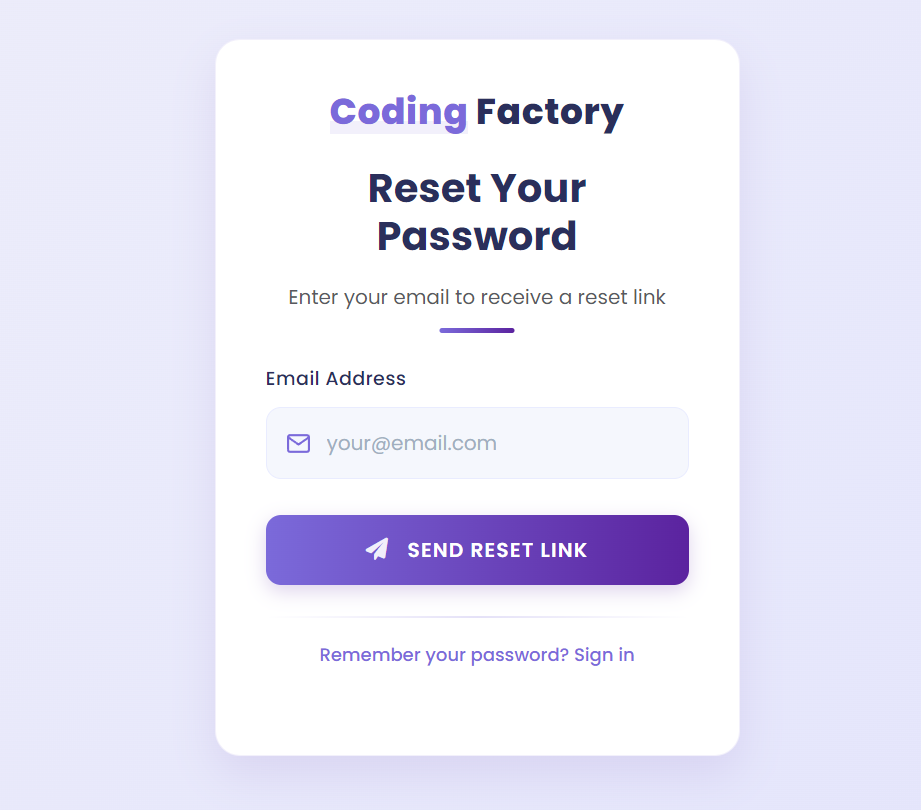 Coding Factory
Reset Your
Password
Enter your email to receive a reset link
Email Address
your@email.com
SEND RESET LINK
Remember your password? Sign in